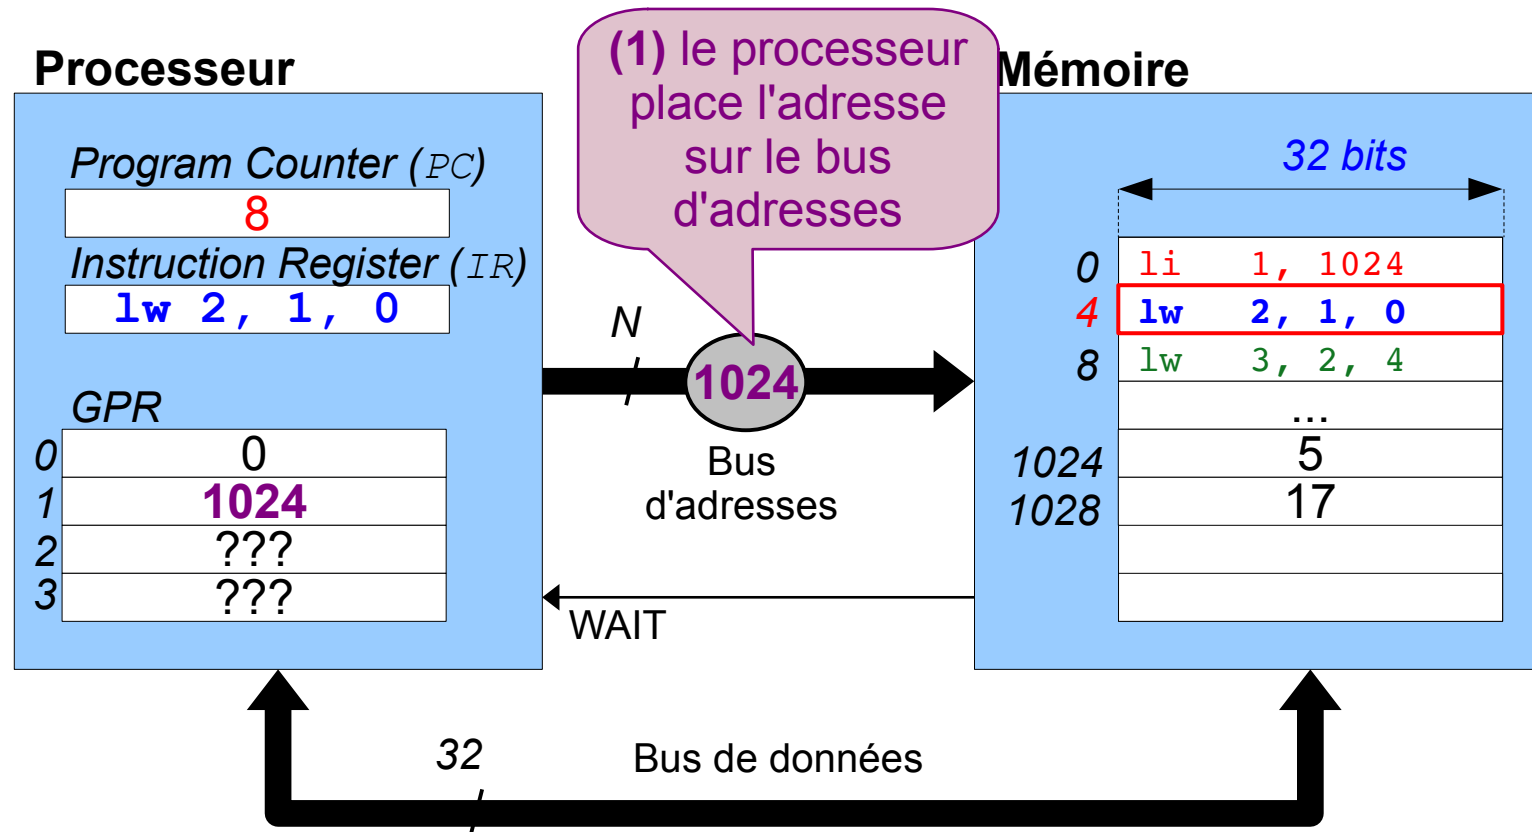 (1) le processeur
place l'adresse
sur le bus
d'adresses
Processeur
Mémoire
Program Counter (PC)
8
Instruction Register (IR)
lw 2, 1, 0
GPR
0 0
1 1024
2 ???
3 ???
N
1024
Bus
d'adresses
WAIT
32 bits
0 li 1, 1024
4 lw 2, 1, 0
8 lw 3, 2, 4
...
1024 5
1028 17
32 Bus de données